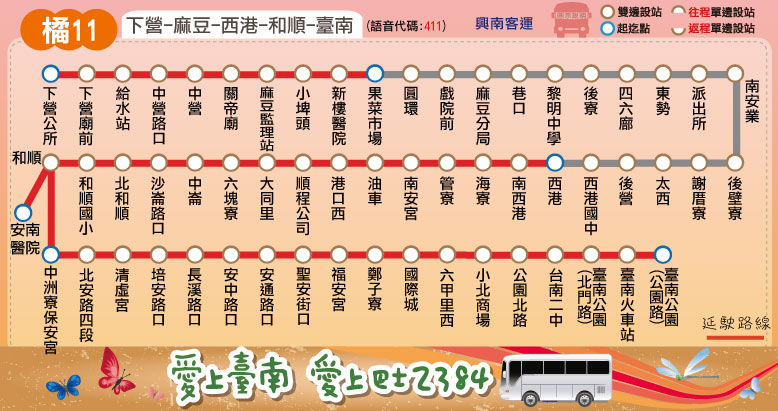 橘11
下營-麻豆-西港-和順-臺南
(語音代碼:411)
興南客運
雙邊設站
往程單邊設站
起迄點
返程單邊設站
下營公所
下營廟前
給水站
中營路口
中營
關帝廟
麻豆監理站
小埤頭
新樓醫院
果菜市場
圓環
戲院前
麻豆分局
巷口
黎明中學
後寮
四六廍
東勢
派出所
南安業
和順
和順國小
北和順
沙崙路口
中崙
六塊寮
大同里
順程公司
港口西
油車
南安宮
管寮
海寮
南西港
西港
西港國中
後營
太西
謝厝寮
後壁寮
安南
醫院
中洲寮保安宮
北安路四段
清虛宮
培安路口
長溪路口
安中路口
安通路口
聖安街口
福安宮
鄭子寮
國際城
六甲里西
小北商場
公園北路
台南二中
臺南公園
(北門路)
臺南火車站
臺南公園
(公園路)
延駛路線
愛上臺南 愛上巴士2384